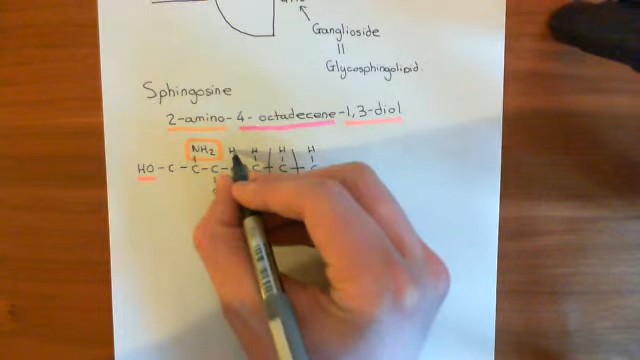 Ganglioside
Glycosphingolipid.
Sphingosine
2-amino-4-octadecene-1,3-diol
NH2 H H H H
HO-C-C-C C C C